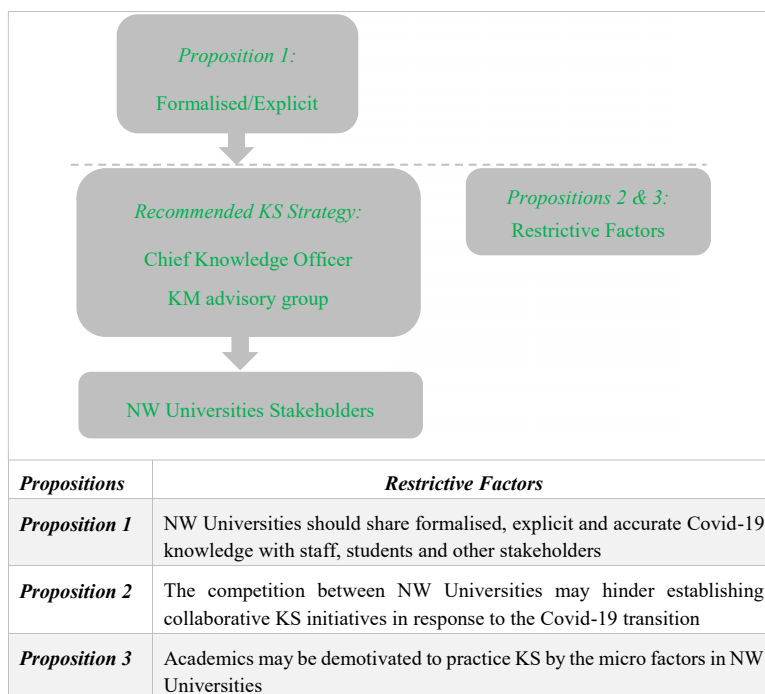 Proposition 1:
Formalised/Explicit
Recommended KS Strategy:
Chief Knowledge Officer
KM advisory group
Propositions 2 & 3:
Restrictive Factors
NW Universities Stakeholders
Propositions Restrictive Factors
Proposition 1 NW Universities should share formalised, explicit and accurate Covid-19
knowledge with staff, students and other stakeholders
Proposition 2 The competition between NW Universities may hinder establishing
collaborative KS initiatives in response to the Covid-19 transition
Proposition 3 Academics may be demotivated to practice KS by the micro factors in NW
Universities